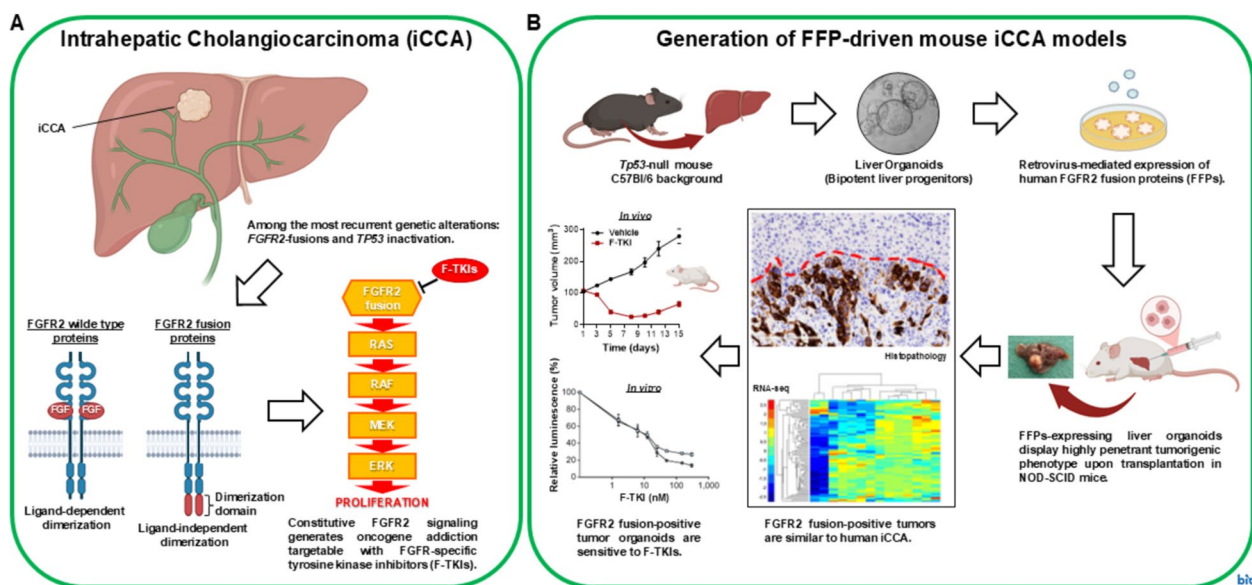 A
Intrahepatic Cholangiocarcinoma (iCCA)
iCCA
Among the most recurrent genetic alterations:
FGFR2-fusions and TP53 inactivation.
F-TKIs
FGFR2 wilde type
proteins
FGF
FGF
Ligand-dependent
dimerization
FGFR2 fusion
proteins
Dimerization
domain
Ligand-independent
dimerization
FGFR2
fusion
RAS
RAF
MEK
ERK
PROLIFERATION
Constitutive FGFR2 signaling
generates oncogene addiction
targetable with FGFR-specific
tyrosine kinase inhibitors (F-TKIs).
B
Generation of FFP-driven mouse iCCA models
Tp53-null mouse
C57Bl/6 background
Liver Organoids
(Bipotent liver progenitors)
Retrovirus-mediated expression of
human FGFR2 fusion proteins (FFPs).
FFPs-expressing liver organoids
display highly penetrant tumorigenic
phenotype upon transplantation in
NOD-SCID mice.
Histopathology
RNA-seq
FGFR2 fusion-positive tumors
are similar to human iCCA.
In vivo
Vehicle
F-TKI
Tumor volume (mm3)
300
200
100
0
1 3 5 7 9 11 13 15
Time (days)
In vitro
Relative luminescence (%)
100
80
60
40
20
0
1 10 100 1,000
F-TKI (nM)
FGFR2 fusion-positive
tumor organoids are
sensitive to F-TKIs.